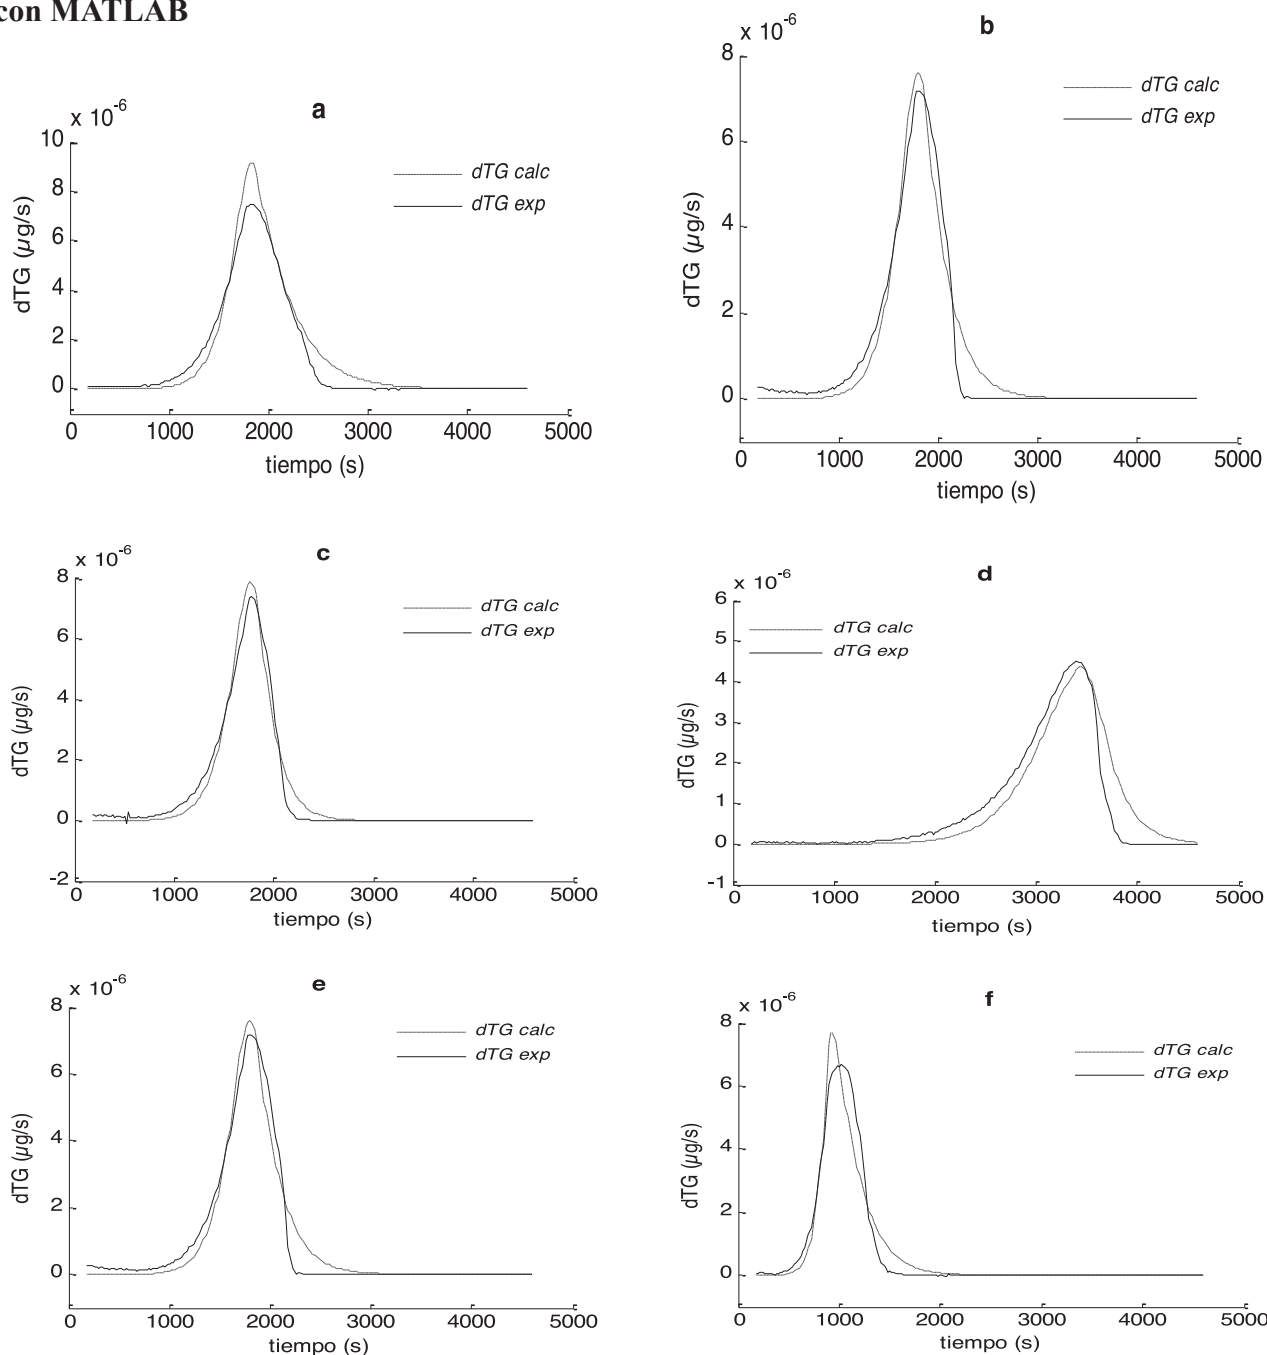 con MATLAB
a
x 10-6
10
8
6
4
2
0
dTG (µg/s)
dTG calc
dTG exp
0 1000 2000 3000 4000 5000
tiempo (s)
b
x 10-6
8
6
4
2
0
dTG (µg/s)
dTG calc
dTG exp
0 1000 2000 3000 4000 5000
tiempo (s)
c
x 10-6
8
6
4
2
0
-2
dTG (µg/s)
dTG calc
dTG exp
0 1000 2000 3000 4000 5000
tiempo (s)
d
x 10-6
6
5
4
3
2
1
0
-1
dTG (µg/s)
dTG calc
dTG exp
0 1000 2000 3000 4000 5000
tiempo (s)
e
x 10-6
8
6
4
2
0
dTG (µg/s)
dTG calc
dTG exp
0 1000 2000 3000 4000 5000
tiempo (s)
f
x 10-6
8
6
4
2
0
dTG (µg/s)
dTG calc
dTG exp
0 1000 2000 3000 4000 5000
tiempo (s)